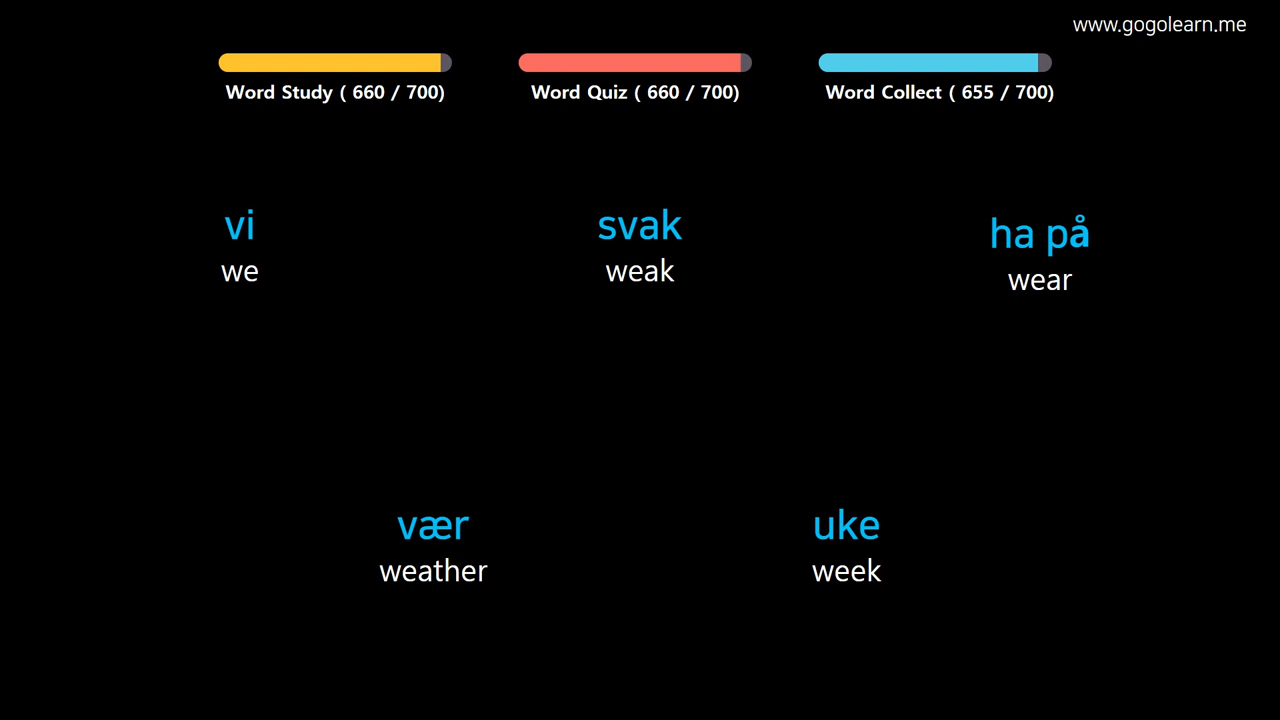 www.gogolearn.me
Word Study ( 660 / 700)
Word Quiz ( 660 / 700)
Word Collect ( 655 / 700)
vi
we
svak
weak
ha på
wear
vær
weather
uke
week